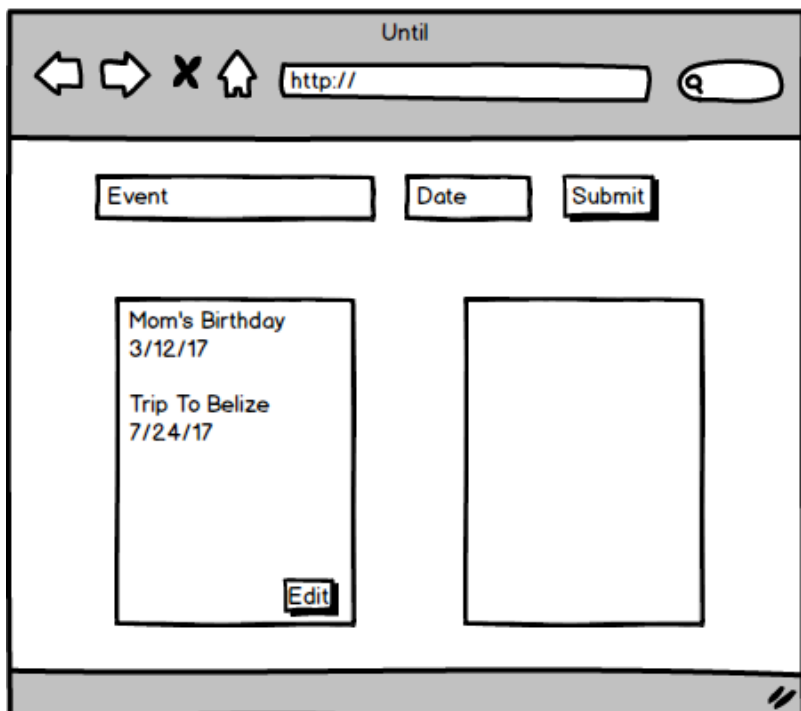 Until
http://
Event
Date
Submit
Mom's Birthday
3/12/17
Trip To Belize
7/24/17
Edit